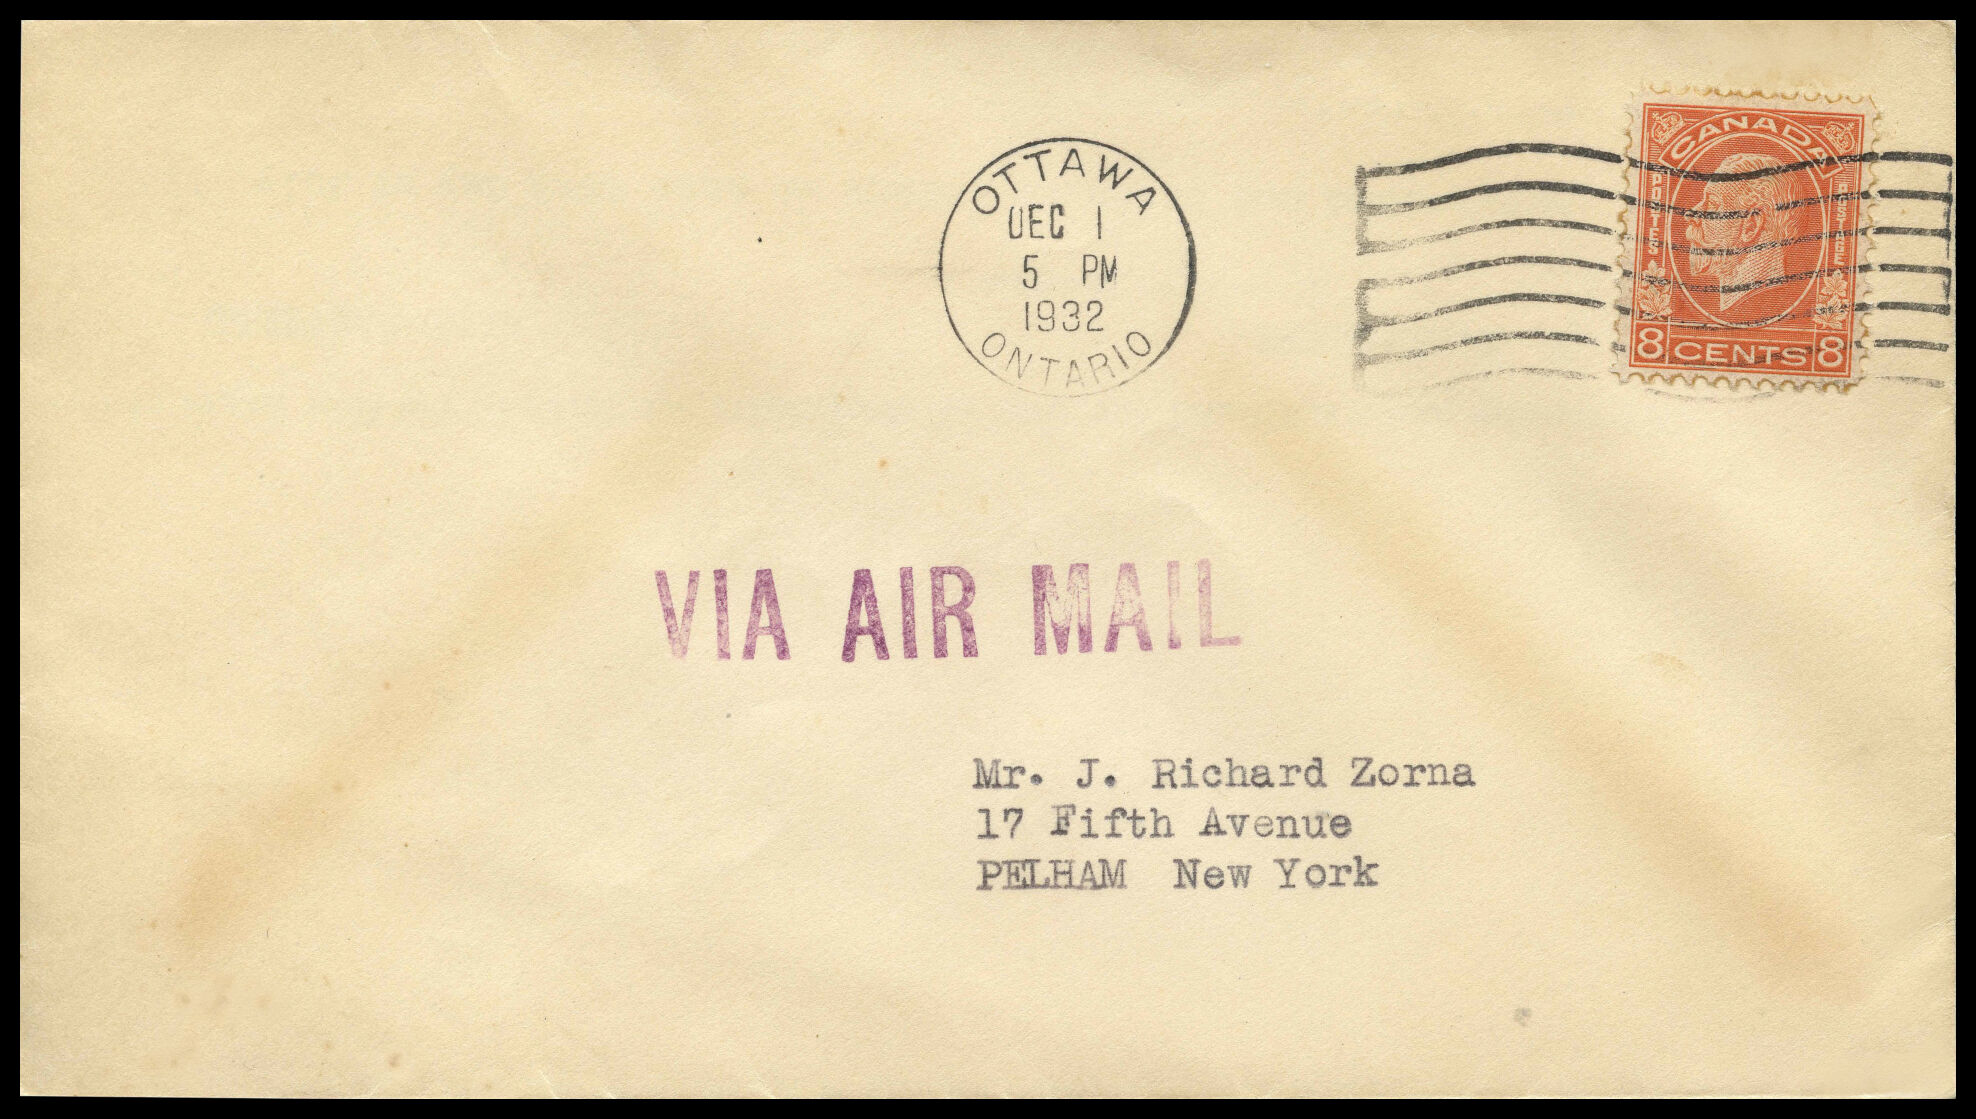 OTTAWA
DEC 1
5 PM
1932
ONTARIO
CANADA
POSTES
POSTAGE
8 CENTS 8
VIA AIR MAIL
Mr. J. Richard Zorna
17 Fifth Avenue
PELHAM New York